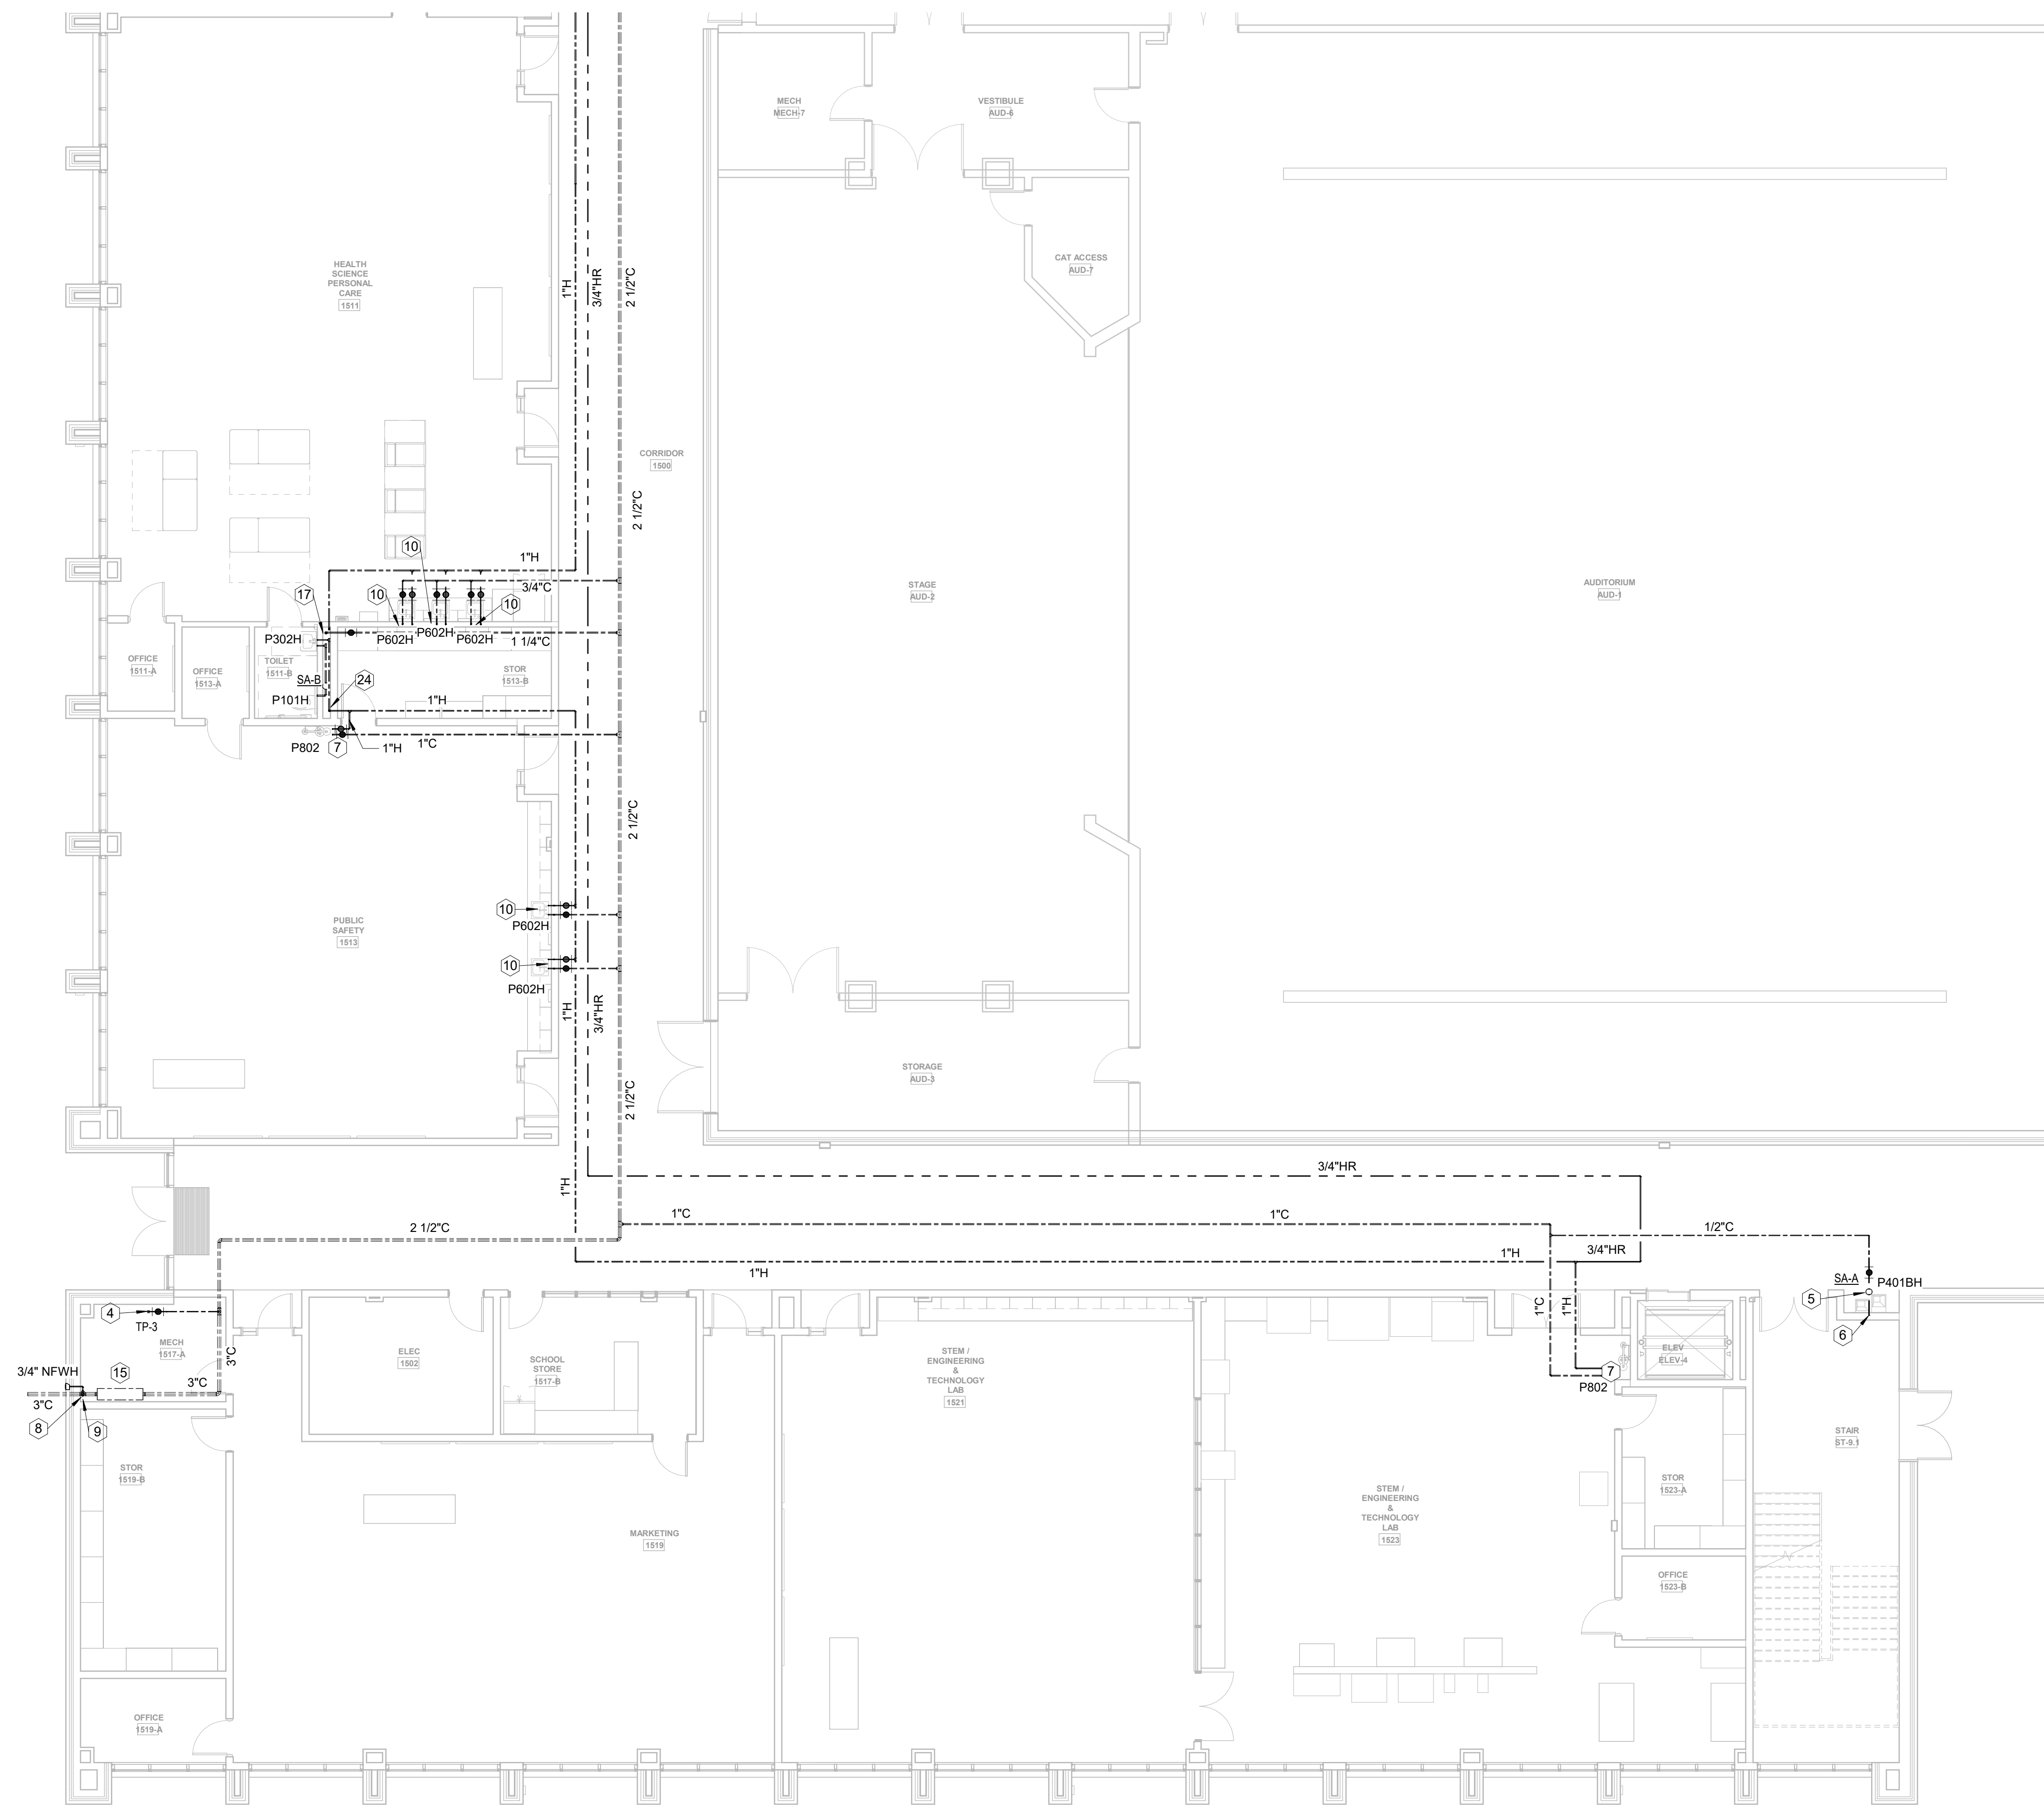 MECH
MECH-7
VESTIBULE
AUD-6
CAT ACCESS
AUD-7
HEALTH
SCIENCE
PERSONAL
CARE
1511
1"H
3/4"HR
2 1/2"C
CORRIDOR
1500
2 1/2"C
10
1"H
3/4"C
17
10
10
P302H
P602H
P602H
P602H
1 1/4"C
STAGE
AUD-2
AUDITORIUM
AUD-1
OFFICE
1511-A
OFFICE
1513-A
TOILET
1511-B
STOR
1513-B
SA-B
24
P101H
1"H
P802
7
1"H
1"C
2 1/2"C
10
P602H
PUBLIC
SAFETY
1513
10
P602H
1"H
3/4"HR
STORAGE
AUD-3
2 1/2"C
3/4"HR
1"H
2 1/2"C
1"C
1"C
1/2"C
1"H
1"H
3/4"HR
SA-A
P401BH
5
6
4
TP-3
MECH
1517-A
3"C
15
3/4" NFWH
3"C
3"C
8
9
ELEC
1502
SCHOOL
STORE
1517-B
STEM /
ENGINEERING
&
TECHNOLOGY
LAB
1521
1"C
1"H
7
P802
ELEV
ELEV-4
STAIR
ST-9.1
STOR
1519-B
MARKETING
1519
STEM /
ENGINEERING
&
TECHNOLOGY
LAB
1523
STOR
1523-A
OFFICE
1523-B
OFFICE
1519-A